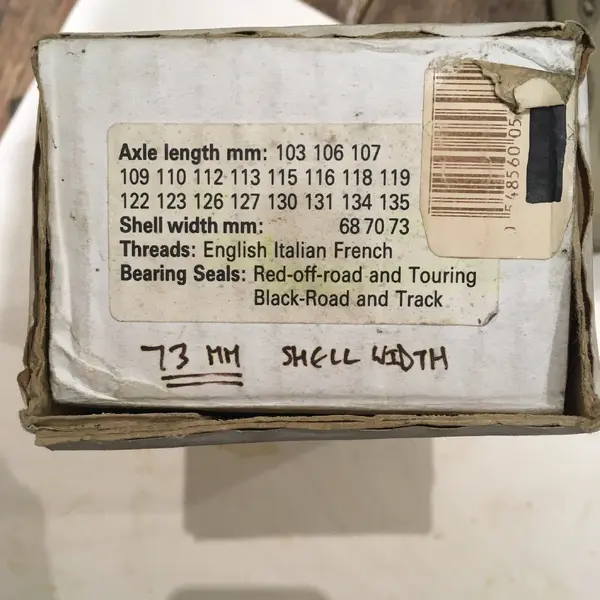 Axle length mm: 103 106 107
109 110 112 113 115 116 118 119
122 123 126 127 130 131 134 135
Shell width mm: 68 70 73
Threads: English Italian French
Bearing Seals: Red-off-road and Touring
Black-Road and Track
73 MM SHELL WIDTH
48560 05